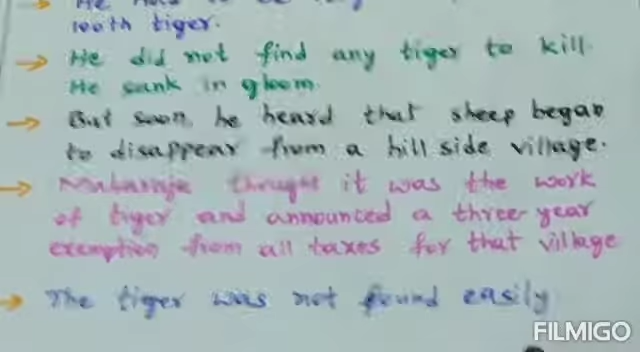 100th tiger.
→ He did not find any tiger to kill.
He sank in gloom.
→ But soon, he heard that sheep began
to disappear from a hill side village.
→ Maharaja thought it was the work
of tiger and announced a three year
exemption from all taxes for that village
→ The tiger was not found easily
FILMIGO